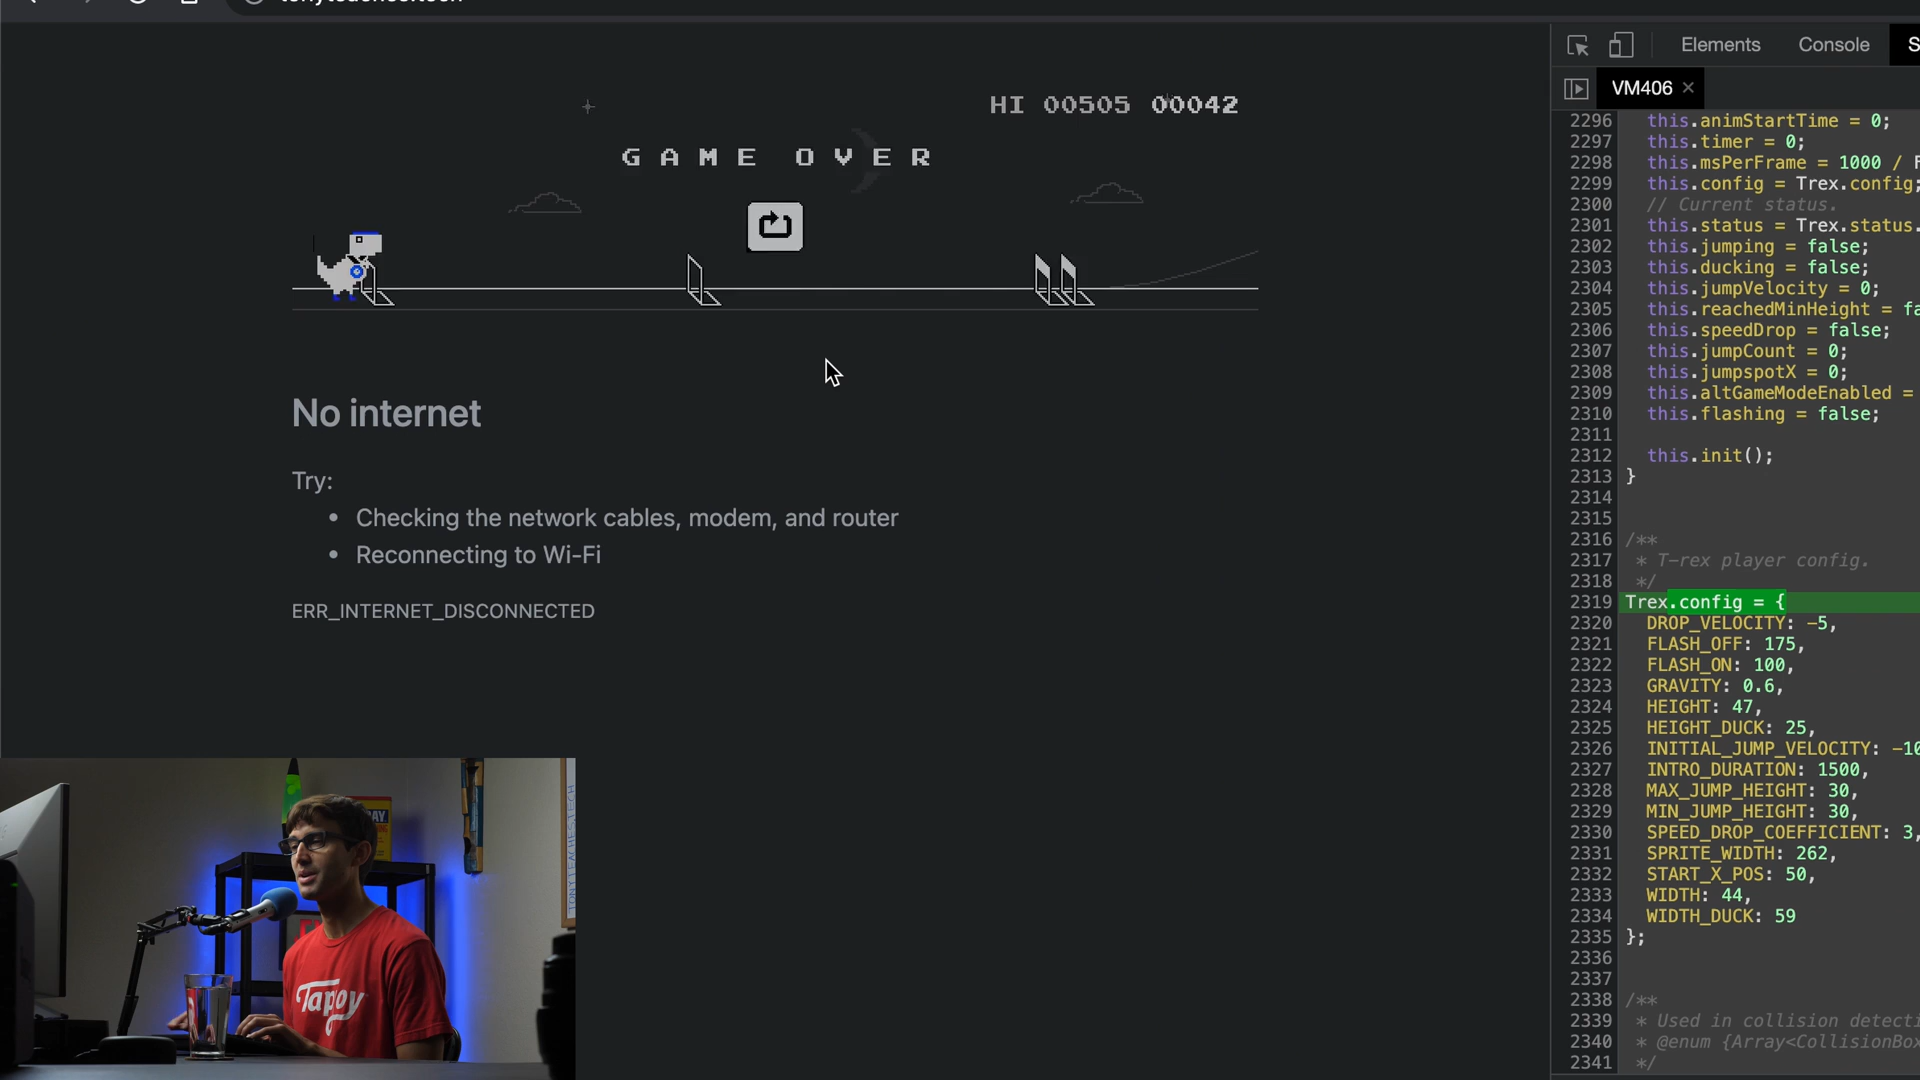 HI 00505 00042
GAME OVER
No internet
Try:
• Checking the network cables, modem, and router
• Reconnecting to Wi-Fi
ERR_INTERNET_DISCONNECTED
Elements Console
VM406 ×
2296 this.animStartTime = 0;
2297 this.timer = 0;
2298 this.msPerFrame = 1000 / F
2299 this.config = Trex.config;
2300 // Current status.
2301 this.status = Trex.status.
2302 this.jumping = false;
2303 this.ducking = false;
2304 this.jumpVelocity = 0;
2305 this.reachedMinHeight = fa
2306 this.speedDrop = false;
2307 this.jumpCount = 0;
2308 this.jumpspotX = 0;
2309 this.altGameModeEnabled =
2310 this.flashing = false;
2311
2312 this.init();
2313 }
2314
2315
2316 /**
2317 * T-rex player config.
2318 */
2319 Trex.config = {
2320 DROP_VELOCITY: -5,
2321 FLASH_OFF: 175,
2322 FLASH_ON: 100,
2323 GRAVITY: 0.6,
2324 HEIGHT: 47,
2325 HEIGHT_DUCK: 25,
2326 INITIAL_JUMP_VELOCITY: -10
2327 INTRO_DURATION: 1500,
2328 MAX_JUMP_HEIGHT: 30,
2329 MIN_JUMP_HEIGHT: 30,
2330 SPEED_DROP_COEFFICIENT: 3,
2331 SPRITE_WIDTH: 262,
2332 START_X_POS: 50,
2333 WIDTH: 44,
2334 WIDTH_DUCK: 59
2335 };
2336
2337
2338 /**
2339 * Used in collision detecti
2340 * @enum {Array<CollisionBox
2341 */
TONYTEACHES.TECH